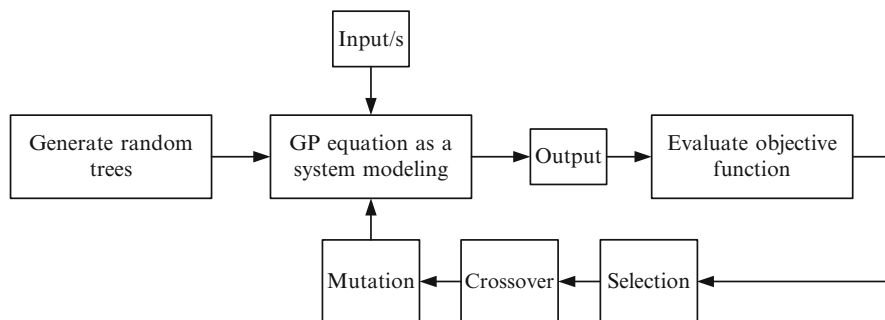 Input/s
Generate random
trees
GP equation as a
system modeling
Output
Evaluate objective
function
Mutation
Crossover
Selection